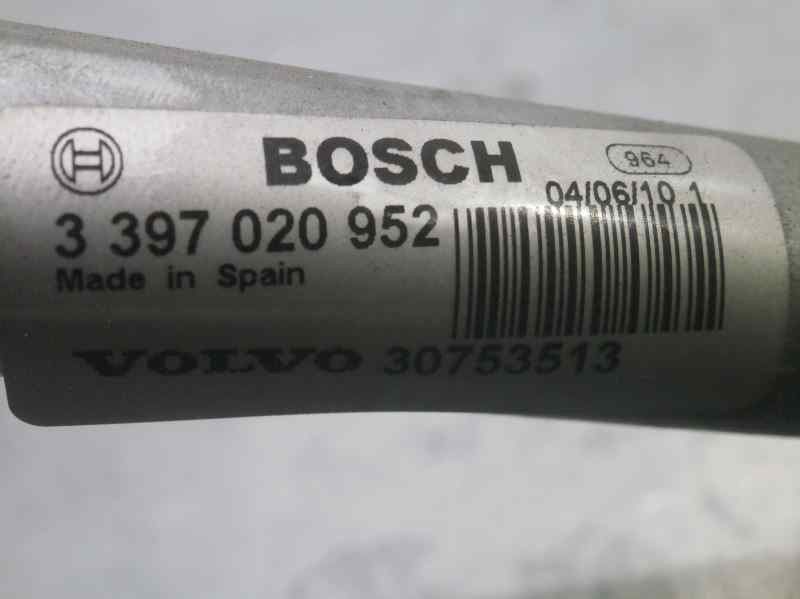 BOSCH 964
04/06/10 1
3 397 020 952
Made in Spain
VOLVO 30753513